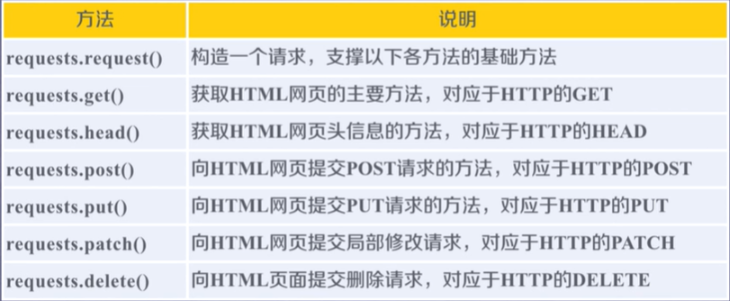 方法 说明
requests.request() 构造一个请求，支撑以下各方法的基础方法
requests.get() 获取HTML网页的主要方法，对应于HTTP的GET
requests.head() 获取HTML网页头信息的方法，对应于HTTP的HEAD
requests.post() 向HTML网页提交POST请求的方法，对应于HTTP的POST
requests.put() 向HTML网页提交PUT请求的方法，对应于HTTP的PUT
requests.patch() 向HTML网页提交局部修改请求，对应于HTTP的PATCH
requests.delete() 向HTML页面提交删除请求，对应于HTTP的DELETE